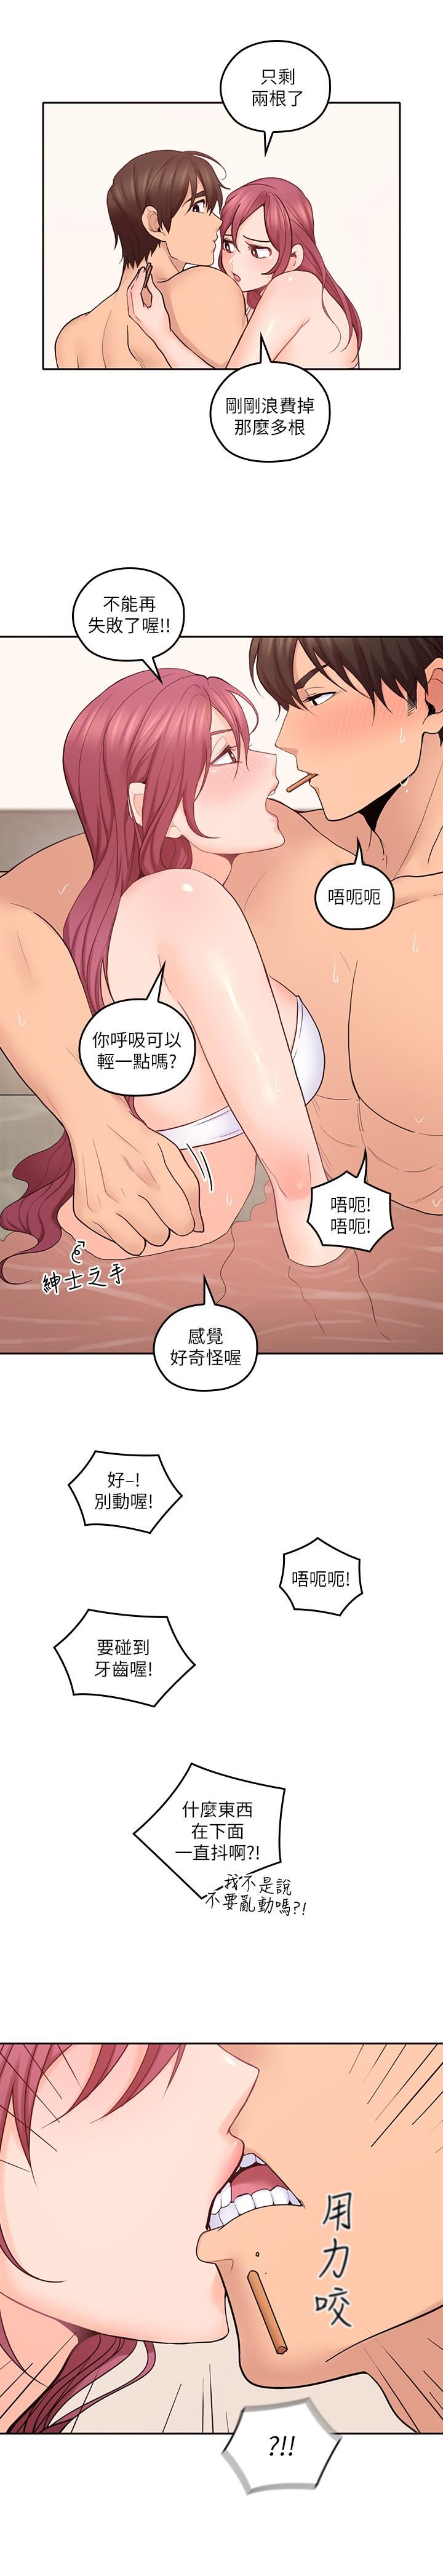 只剩
兩根了
剛剛浪費掉
那麼多根
不能再
失敗了喔!!
唔呃呃
你呼吸可以
輕一點嗎?
唔呃!
唔呃!
紳士之手
感覺
好奇怪喔
好–!
別動喔!
唔呃呃!
要碰到
牙齒喔!
什麼東西
在下面
一直抖啊?!
我不是說
不要亂動嗎?!
用力咬
?!!